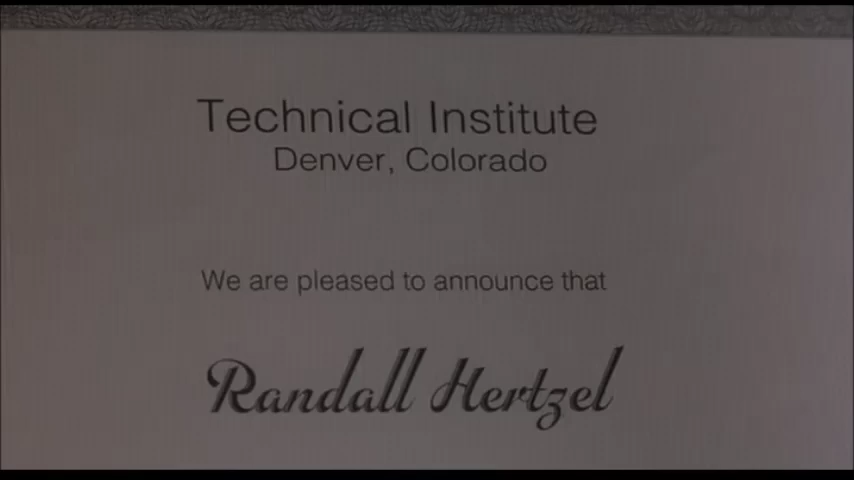 Technical Institute
Denver, Colorado
We are pleased to announce that
Randall Hertzel